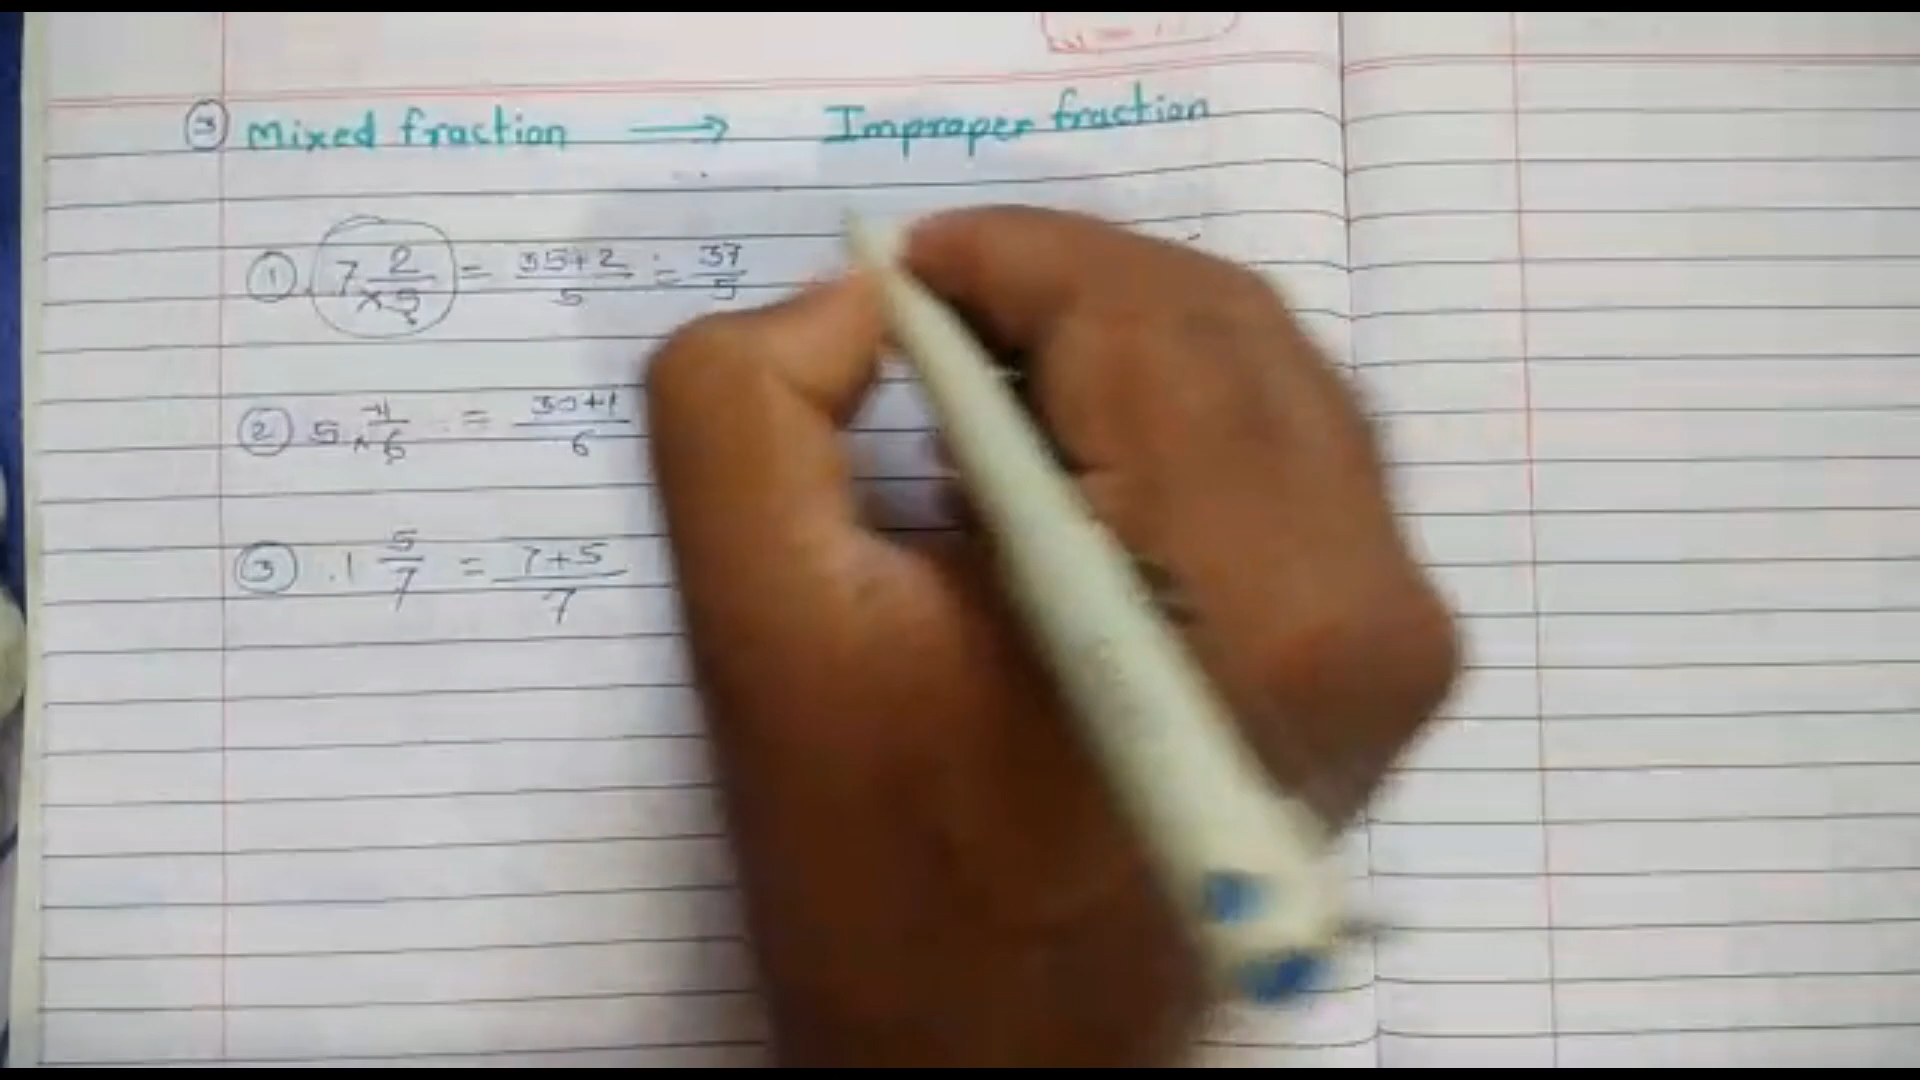 ③ Mixed fraction → Improper fraction
① 7 2/×5 = 35+2/5 = 37/5
② 5 +1/×6 = 30+1/6
③ .1 5/7 = 7+5/7